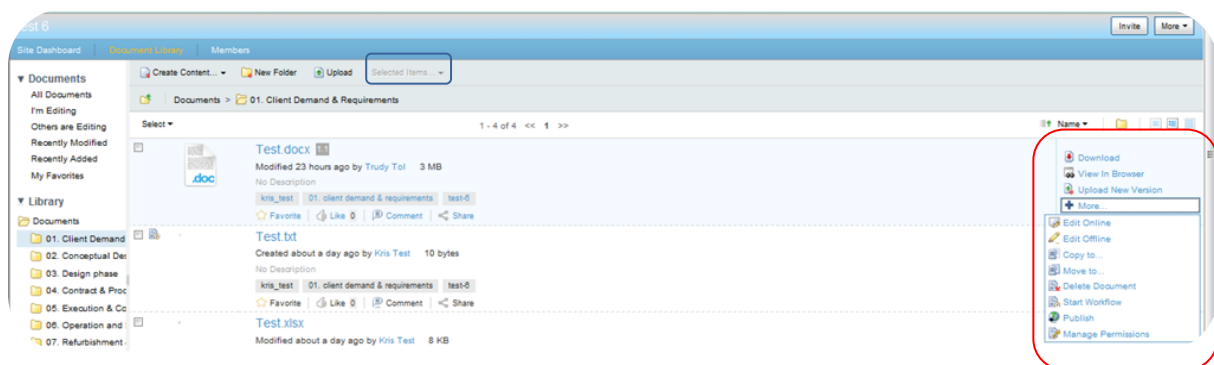 est 6
Invite
More
Site Dashboard
Document Library
Members
Documents
All Documents
I'm Editing
Others are Editing
Recently Modified
Recently Added
My Favorites
Library
Documents
01. Client Demand
02. Conceptual Des
03. Design phase
04. Contract & Proc
05. Execution & Co
06. Operation and
07. Refurbishment
Create Content...
New Folder
Upload
Selected Items...
Documents > 01. Client Demand & Requirements
Select
1 - 4 of 4 << 1 >>
Name
.doc
Test.docx 1.1
Modified 23 hours ago by Trudy Tol 3 MB
No Description
kris_test 01. client demand & requirements test-6
Favorite Like 0 Comment Share
Test.txt
Created about a day ago by Kris Test 10 bytes
No Description
kris_test 01. client demand & requirements test-6
Favorite Like 0 Comment Share
Test.xlsx
Modified about a day ago by Kris Test 8 KB
Download
View In Browser
Upload New Version
More...
Edit Online
Edit Offline
Copy to...
Move to...
Delete Document
Start Workflow
Publish
Manage Permissions